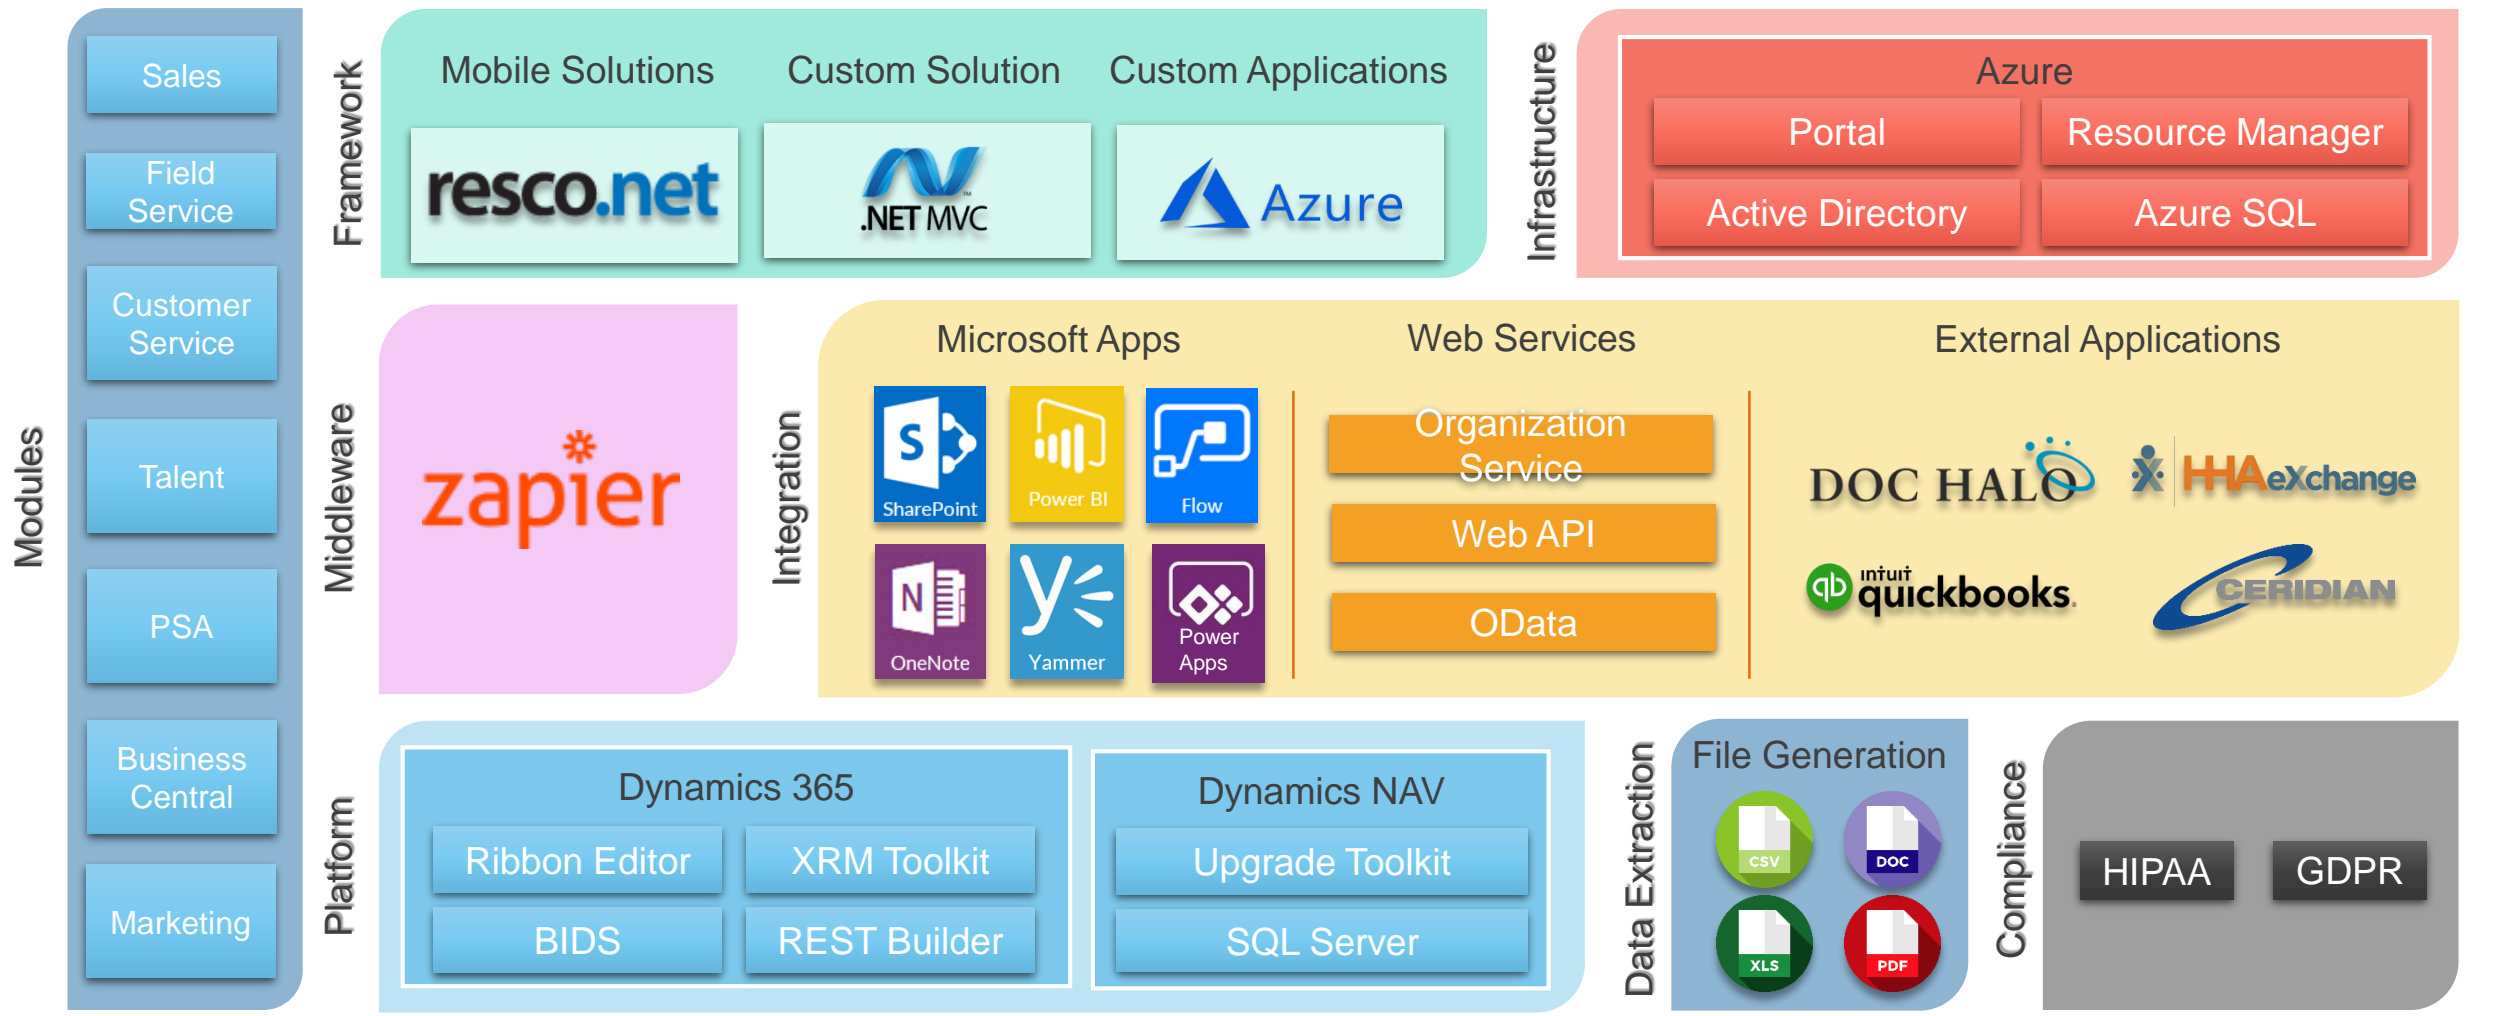 Modules
Sales
Field
Service
Customer
Service
Talent
PSA
Business
Central
Marketing
Framework
Mobile Solutions
resco.net
Custom Solution
.NET MVC
™
Custom Applications
Azure
Infrastructure
Azure
Portal
Resource Manager
Active Directory
Azure SQL
Middleware
zapier
Integration
Microsoft Apps
SharePoint
Power BI
Flow
OneNote
Yammer
Power
Apps
Web Services
Organization
Service
Web API
OData
External Applications
DOC HALO
HHAeXchange
qb
intuit
quickbooks.
CERIDIAN
Platform
Dynamics 365
Ribbon Editor
XRM Toolkit
BIDS
REST Builder
Dynamics NAV
Upgrade Toolkit
SQL Server
Data Extraction
File Generation
CSV
DOC
XLS
PDF
Compliance
HIPAA
GDPR